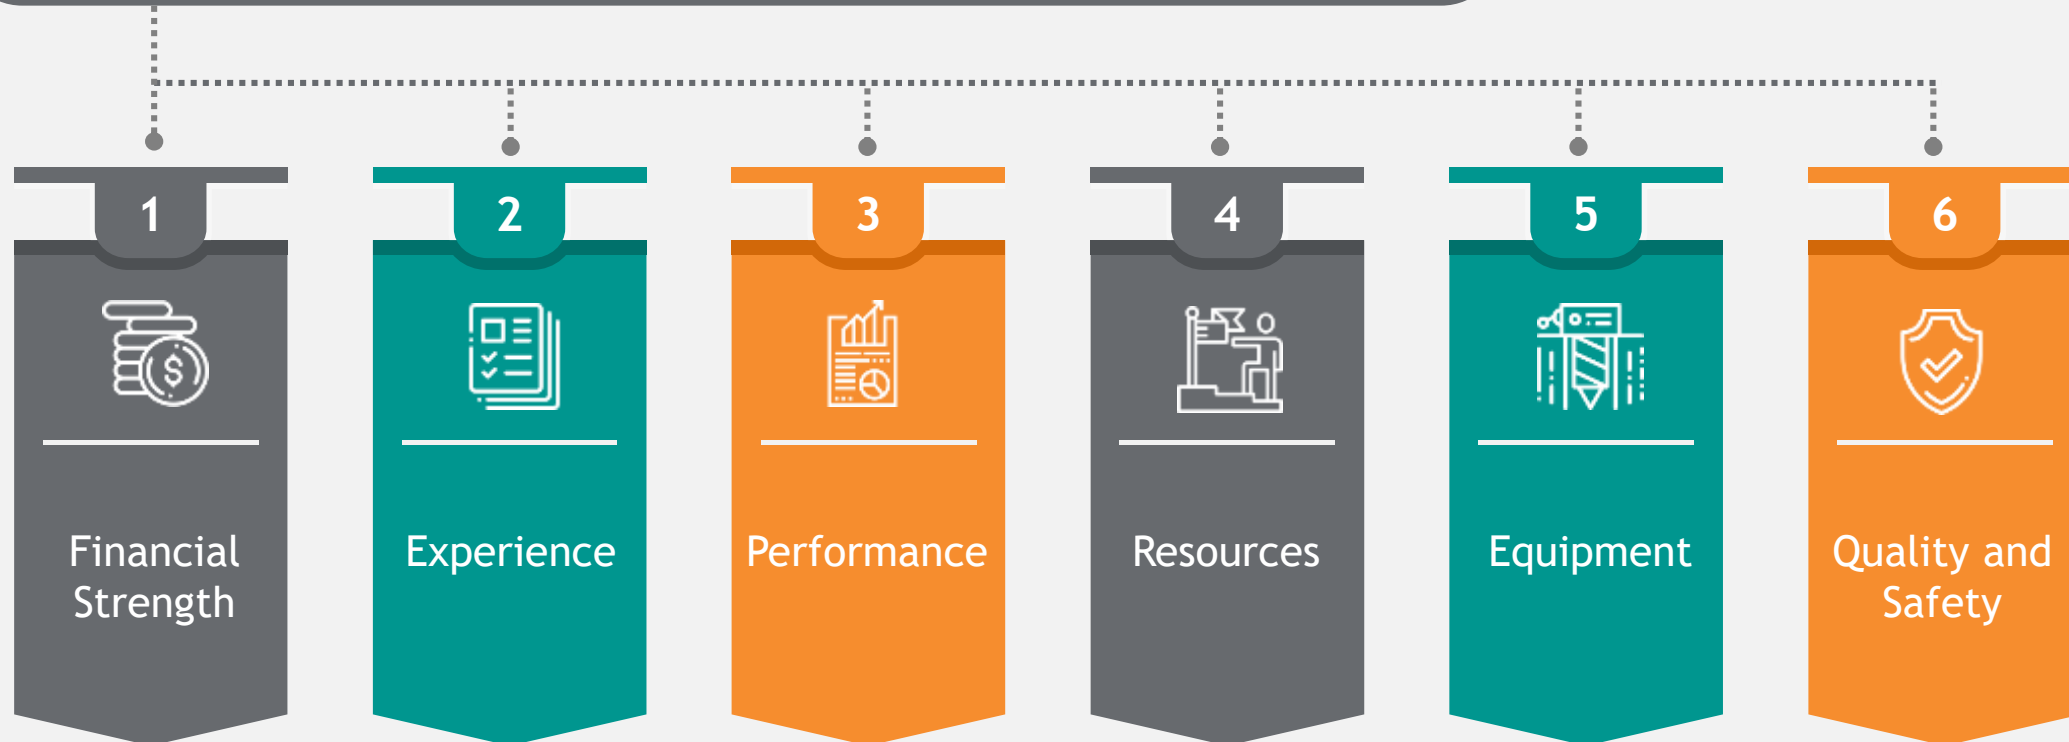 1
2
3
4
5
6
$
Financial
Strength
Experience
Performance
Resources
Equipment
Quality and
Safety